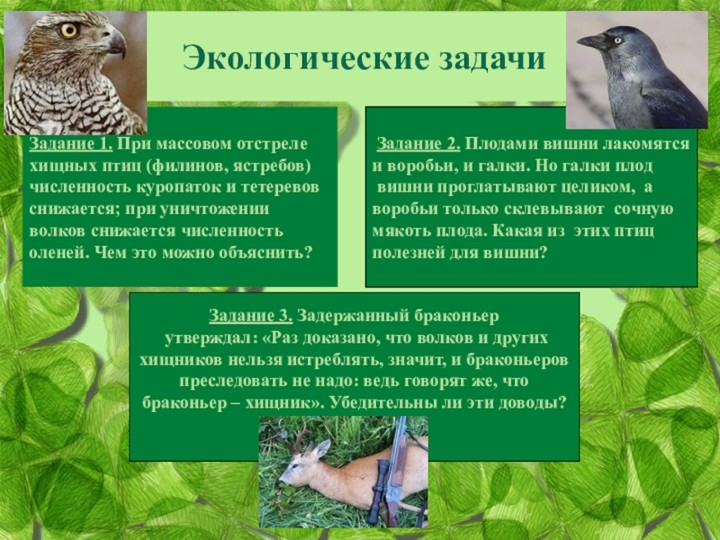 Экологические задачи
Задание 1. При массовом отстреле
хищных птиц (филинов, ястребов)
численность куропаток и тетеревов
снижается; при уничтожении
волков снижается численность
оленей. Чем это можно объяснить?
Задание 2. Плодами вишни лакомятся
и воробьи, и галки. Но галки плод
вишни проглатывают целиком, а
воробьи только склевывают сочную
мякоть плода. Какая из этих птиц
полезней для вишни?
Задание 3. Задержанный браконьер
утверждал: «Раз доказано, что волков и других
хищников нельзя истреблять, значит, и браконьеров
преследовать не надо: ведь говорят же, что
браконьер – хищник». Убедительны ли эти доводы?